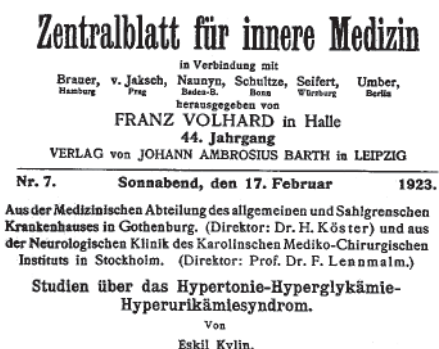 Zentralblatt für innere Medizin
in Verbindung mit
Brauer, v. Jaksch, Naunyn, Schultze, Seifert, Umber,
Hamburg Prag Baden-B. Bonn Würzburg Berlin
herausgegeben von
FRANZ VOLHARD in Halle
44. Jahrgang
VERLAG von JOHANN AMBROSIUS BARTH in LEIPZIG
Nr. 7. Sonnabend, den 17. Februar 1923.
Aus der Medizinischen Abteilung des allgemeinen und Sahlgrenschen
Krankenhauses in Gothenburg. (Direktor: Dr. H. Köster) und aus
der Neurologischen Klinik des Karolinschen Mediko-Chirurgischen
Instituts in Stockholm. (Direktor: Prof. Dr. F. Lennmalm.)
Studien über das Hypertonie-Hyperglykämie-
Hyperurikämiesyndrom.
Von
Eskil Kylin.